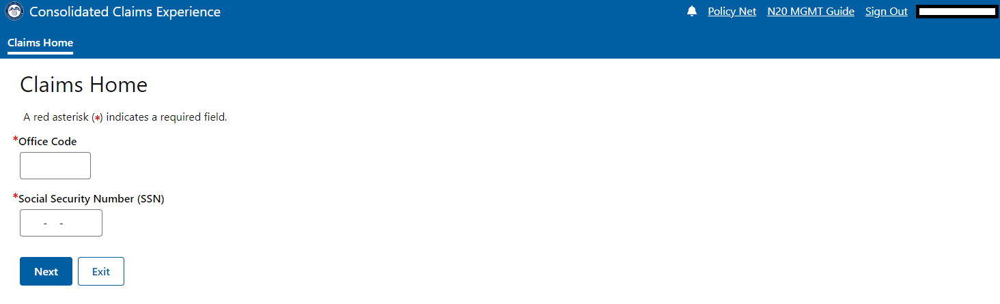 Consolidated Claims Experience
Policy Net N20 MGMT Guide Sign Out
Claims Home
Claims Home
A red asterisk (*) indicates a required field.
*Office Code
*Social Security Number (SSN)
- -
Next Exit